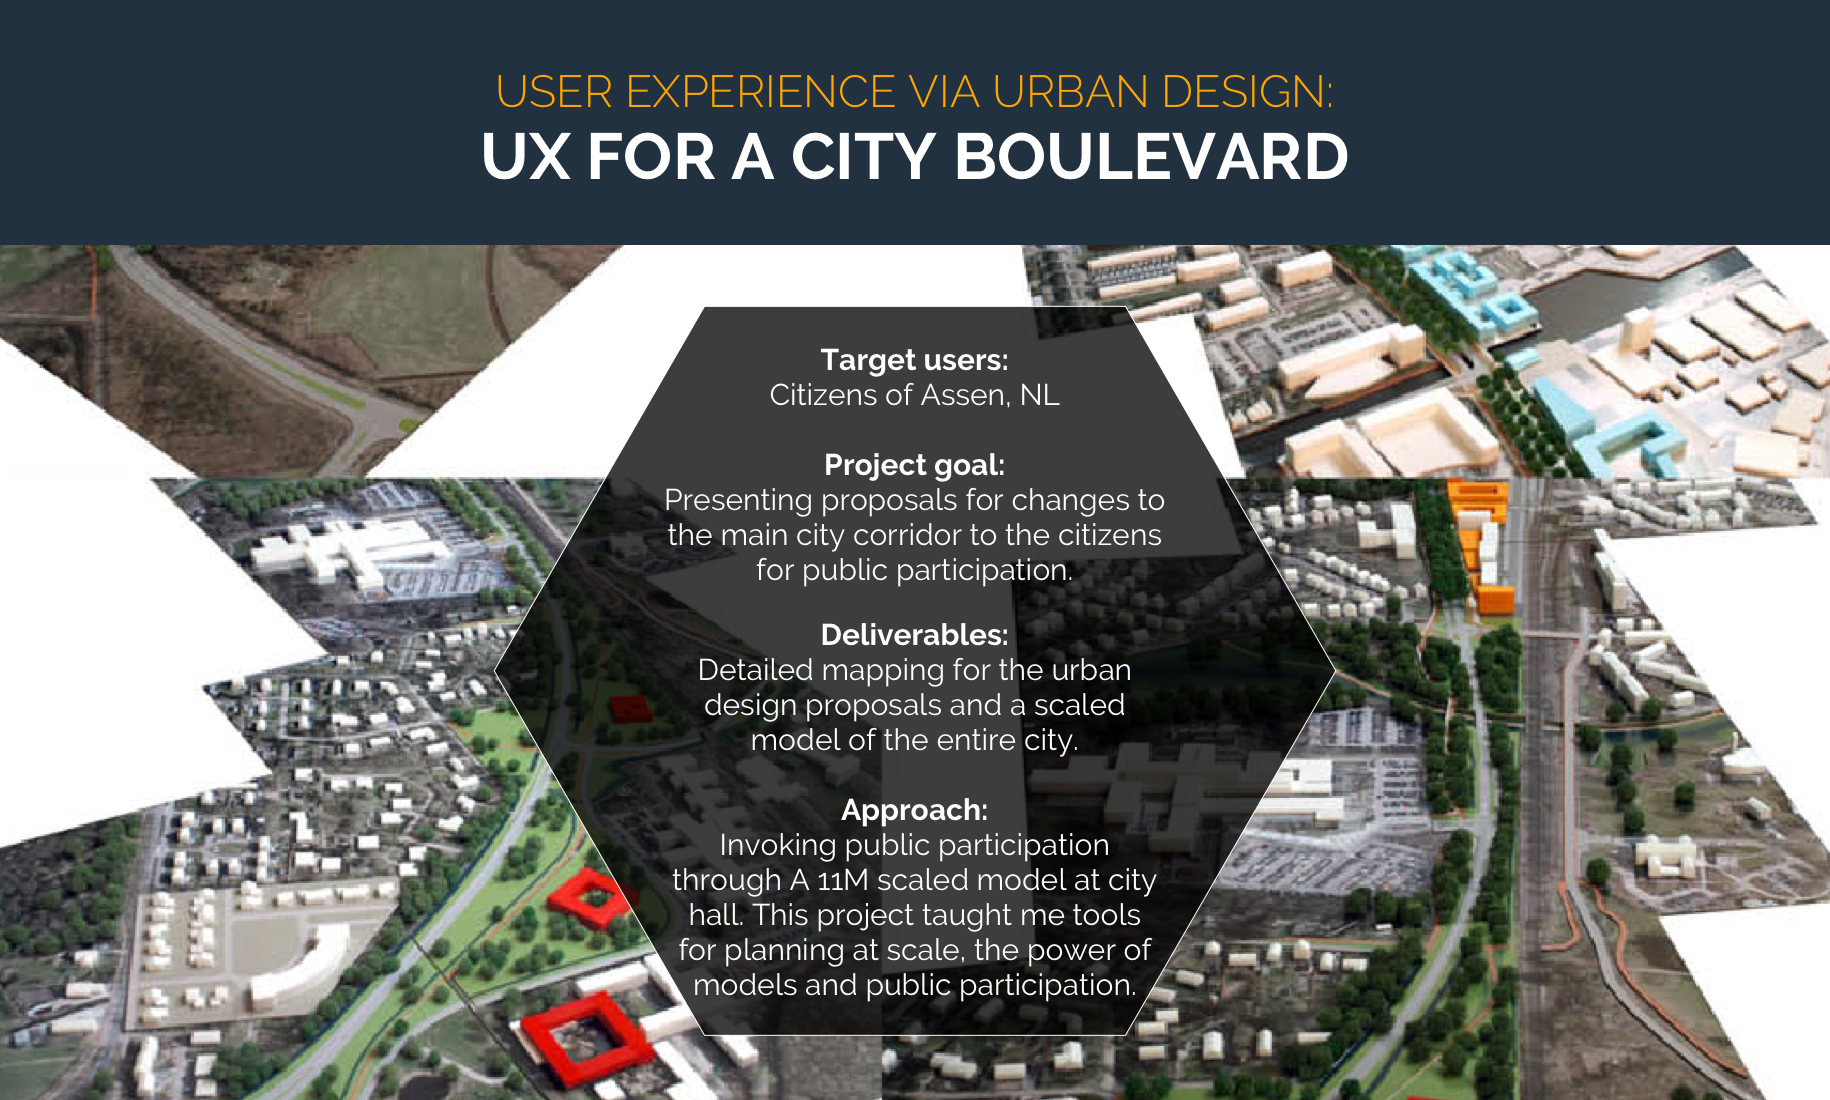 USER EXPERIENCE VIA URBAN DESIGN:
UX FOR A CITY BOULEVARD
Target users:
Citizens of Assen, NL
Project goal:
Presenting proposals for changes to
the main city corridor to the citizens
for public participation.
Deliverables:
Detailed mapping for the urban
design proposals and a scaled
model of the entire city.
Approach:
Invoking public participation
through A 11M scaled model at city
hall. This project taught me tools
for planning at scale, the power of
models and public participation.